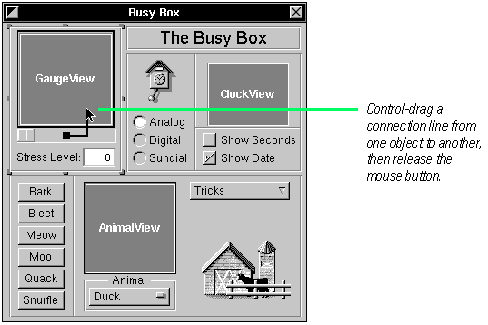 Busy Box
The Busy Box
GaugeView
ClockView
Analog
Digital
Sundial
Show Seconds
Show Date
Stress Level: 0
Control-drag a
connection line from
one object to another,
then release the
mouse button.
Bark
Bleat
Meow
Moo
Quack
Snuffle
AnimalView
Tricks
Animal
Duck